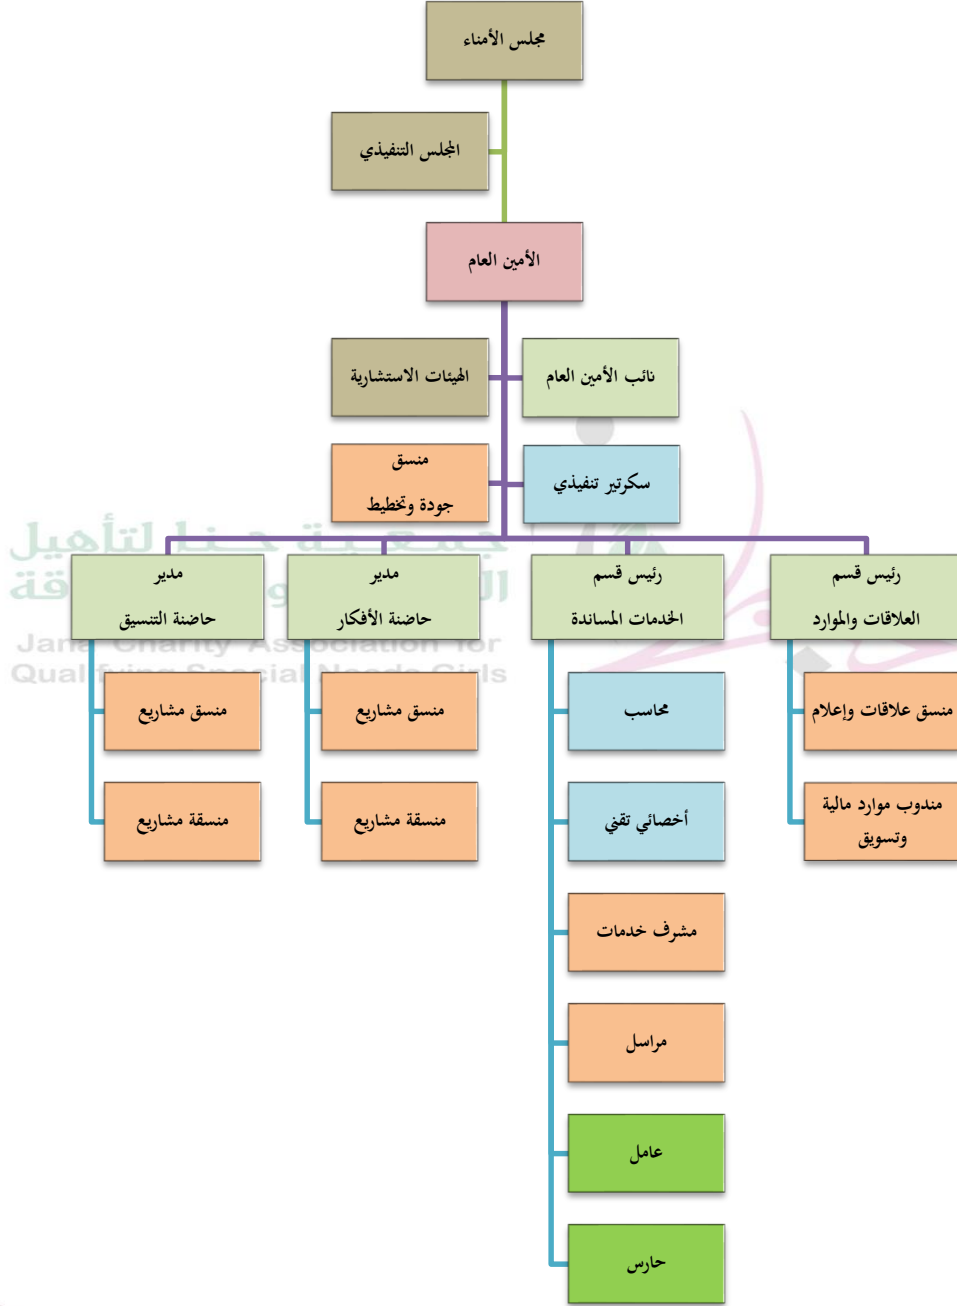 مجلس الأمناء
المجلس التنفيذي
الأمين العام
نائب الأمين العام
الهيئات الاستشارية
سكرتير تنفيذي
منسق
جودة وتخطيط
جمعية جنا لتأهيل
Jana Charity Association for
Qualifying Special Needs Girls
رئيس قسم
العلاقات والموارد
رئيس قسم
الخدمات المساندة
مدير
حاضنة الأفكار
مدير
حاضنة التنسيق
منسق علاقات وإعلام
مندوب موارد مالية
وتسويق
محاسب
أخصائي تقني
مشرف خدمات
مراسل
عامل
حارس
منسق مشاريع
منسقة مشاريع
منسق مشاريع
منسقة مشاريع